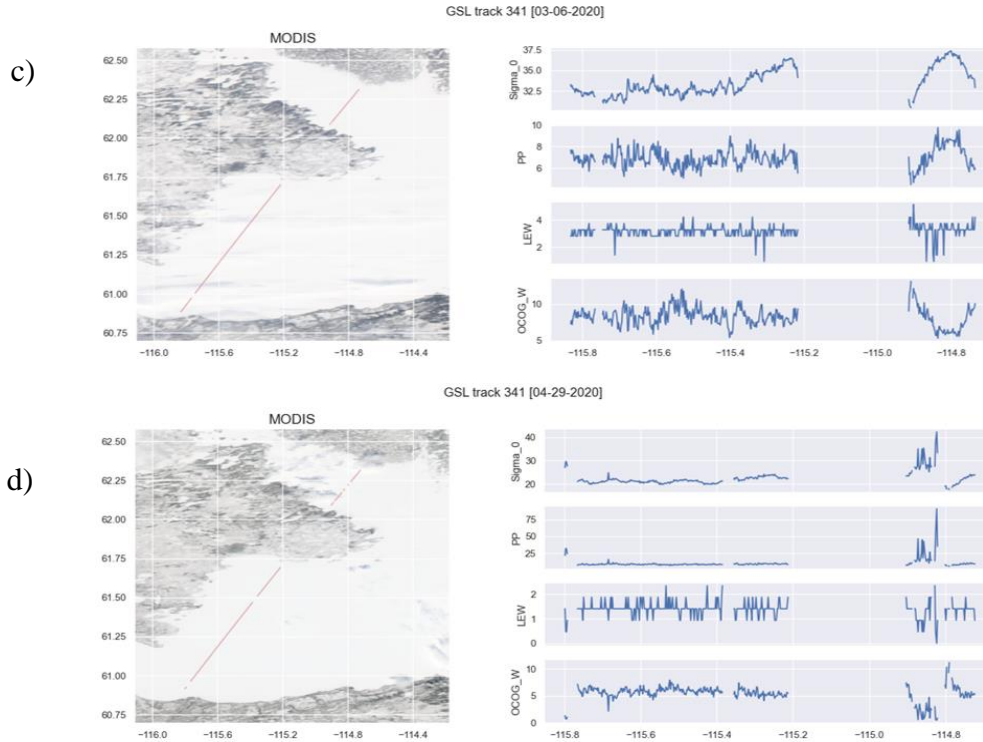 GSL track 341 [03-06-2020]
c)
MODIS
62.50
62.25
62.00
61.75
61.50
61.25
61.00
60.75
−116.0 −115.6 −115.2 −114.8 −114.4
Sigma_0
37.5
35.0
32.5
PP
10
8
6
LEW
4
2
OCOG_W
10
5
−115.8 −115.6 −115.4 −115.2 −115.0 −114.8
GSL track 341 [04-29-2020]
d)
MODIS
62.50
62.25
62.00
61.75
61.50
61.25
61.00
60.75
−116.0 −115.6 −115.2 −114.8 −114.4
Sigma_0
40
30
20
PP
75
50
25
LEW
2
1
0
OCOG_W
10
5
0
−115.8 −115.6 −115.4 −115.2 −115.0 −114.8